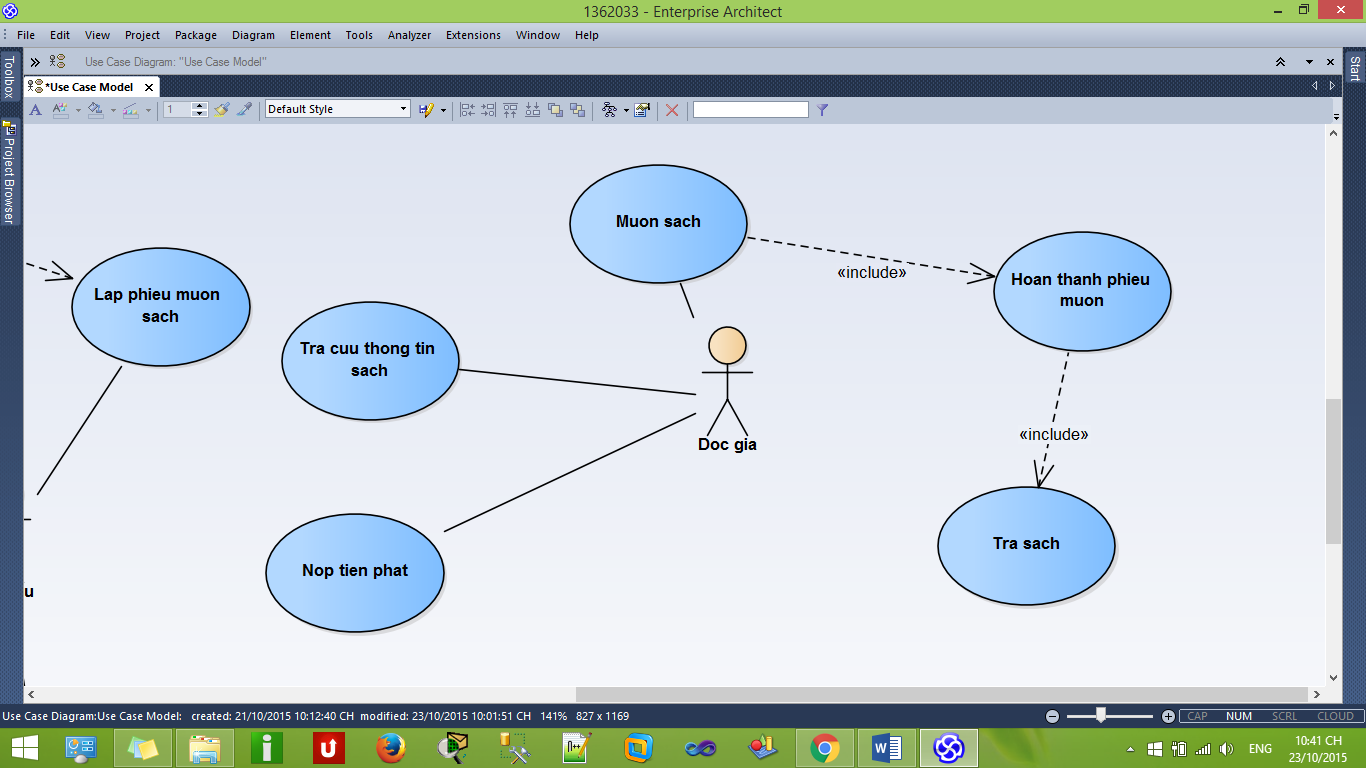 1362033 - Enterprise Architect
File Edit View Project Package Diagram Element Tools Analyzer Extensions Window Help
Toolbox
Use Case Diagram: "Use Case Model"
Start
*Use Case Model
1
Default Style
Project Browser
Muon sach
«include»
Hoan thanh phieu
muon
Lap phieu muon
sach
Tra cuu thong tin
sach
Doc gia
«include»
Nop tien phat
Tra sach
u
Use Case Diagram:Use Case Model: created: 21/10/2015 10:12:40 CH modified: 23/10/2015 10:01:51 CH 141% 827 x 1169
CAP NUM SCRL CLOUD
ENG
10:41 CH
23/10/2015